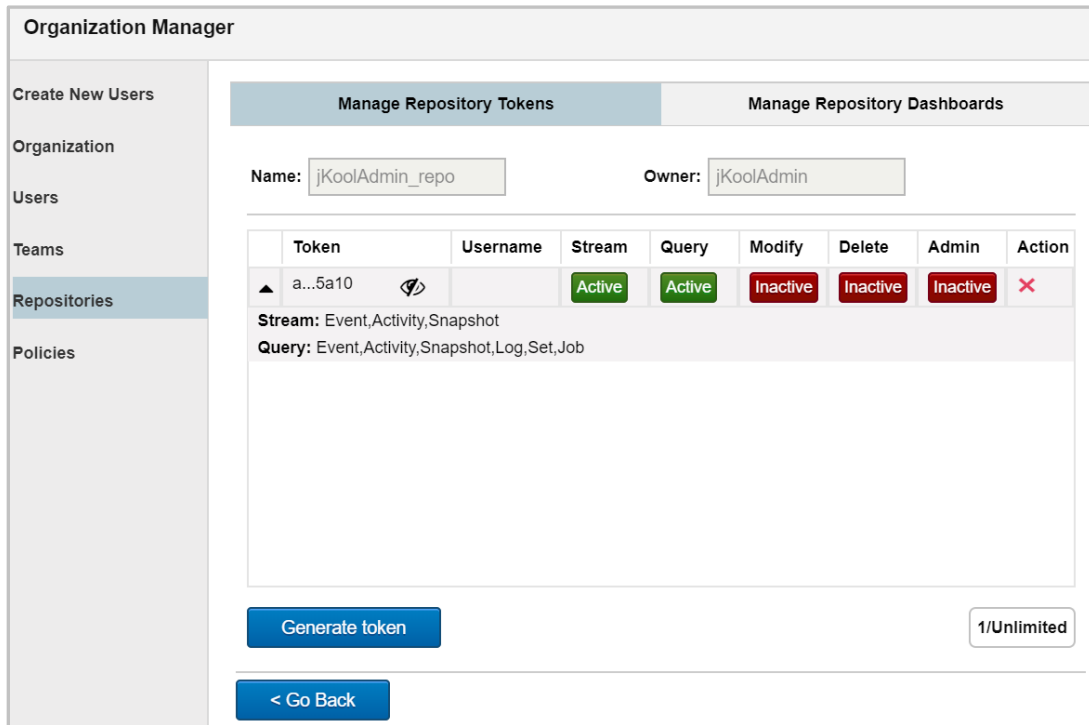 Organization Manager
Create New Users
Organization
Users
Teams
Repositories
Policies
Manage Repository Tokens Manage Repository Dashboards
Name: jKoolAdmin_repo Owner: jKoolAdmin
Token Username Stream Query Modify Delete Admin Action
a...5a10 Active Active Inactive Inactive Inactive
Stream: Event,Activity,Snapshot
Query: Event,Activity,Snapshot,Log,Set,Job
Generate token 1/Unlimited
< Go Back